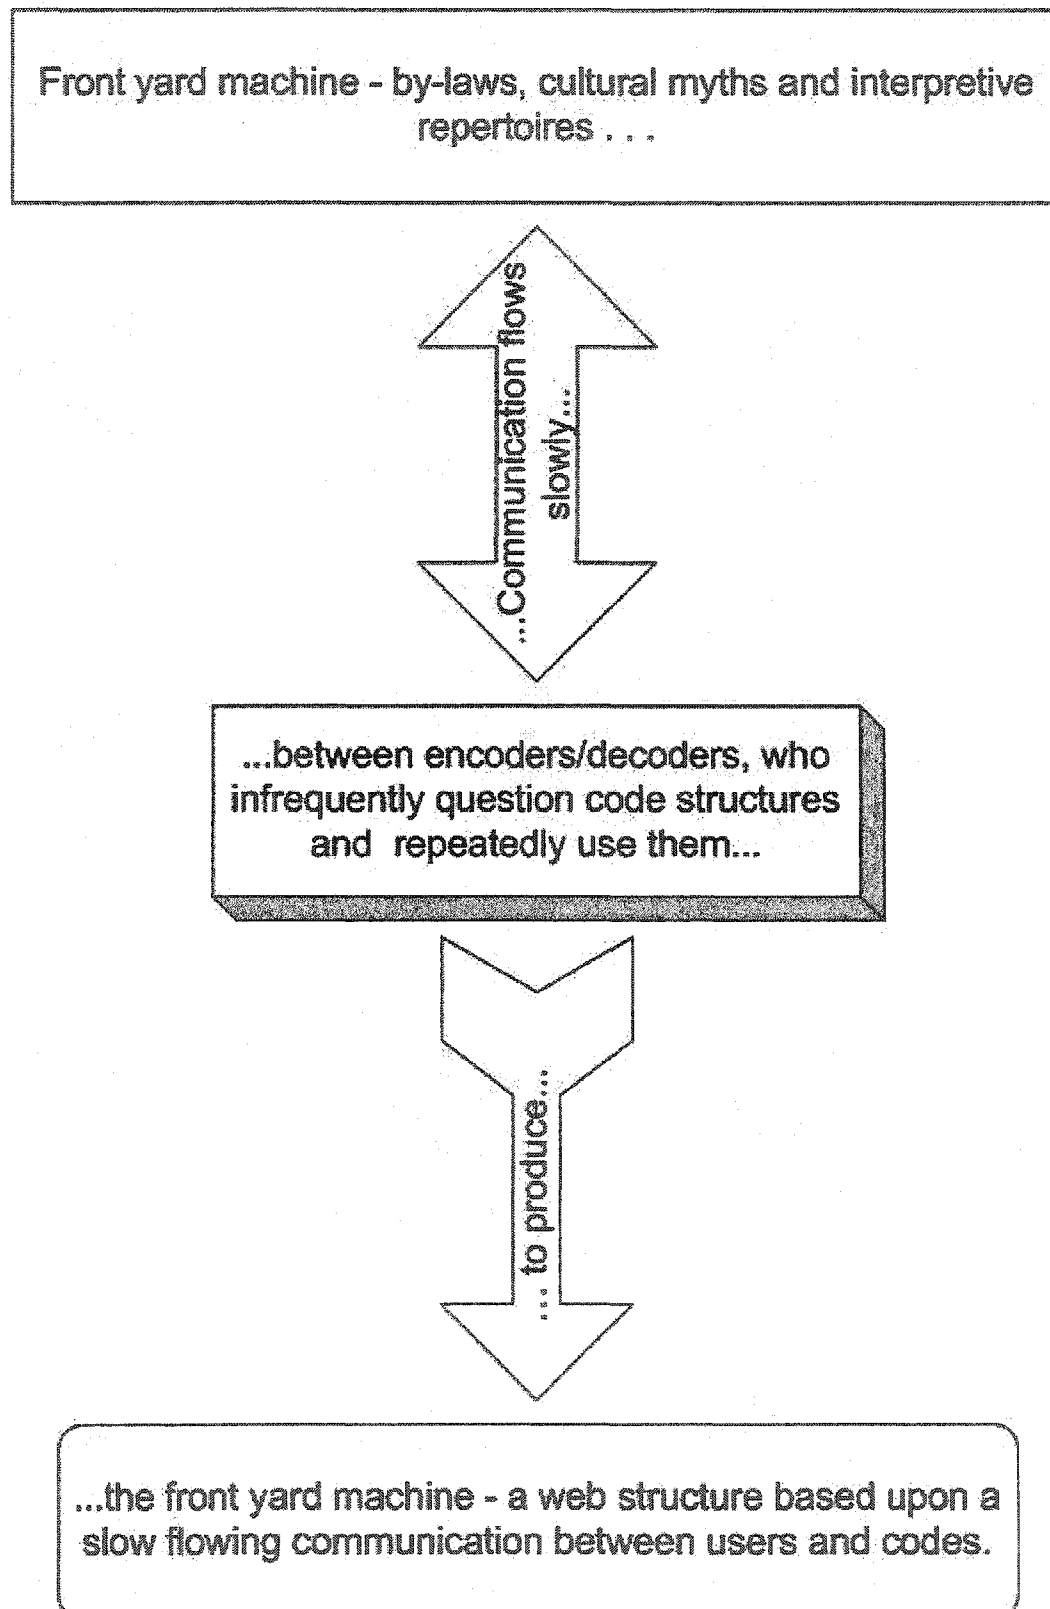 Front yard machine - by-laws, cultural myths and interpretive
repertoires . . .
...Communication flows
slowly...
...between encoders/decoders, who
infrequently question code structures
and repeatedly use them...
... to produce...
...the front yard machine - a web structure based upon a
slow flowing communication between users and codes.